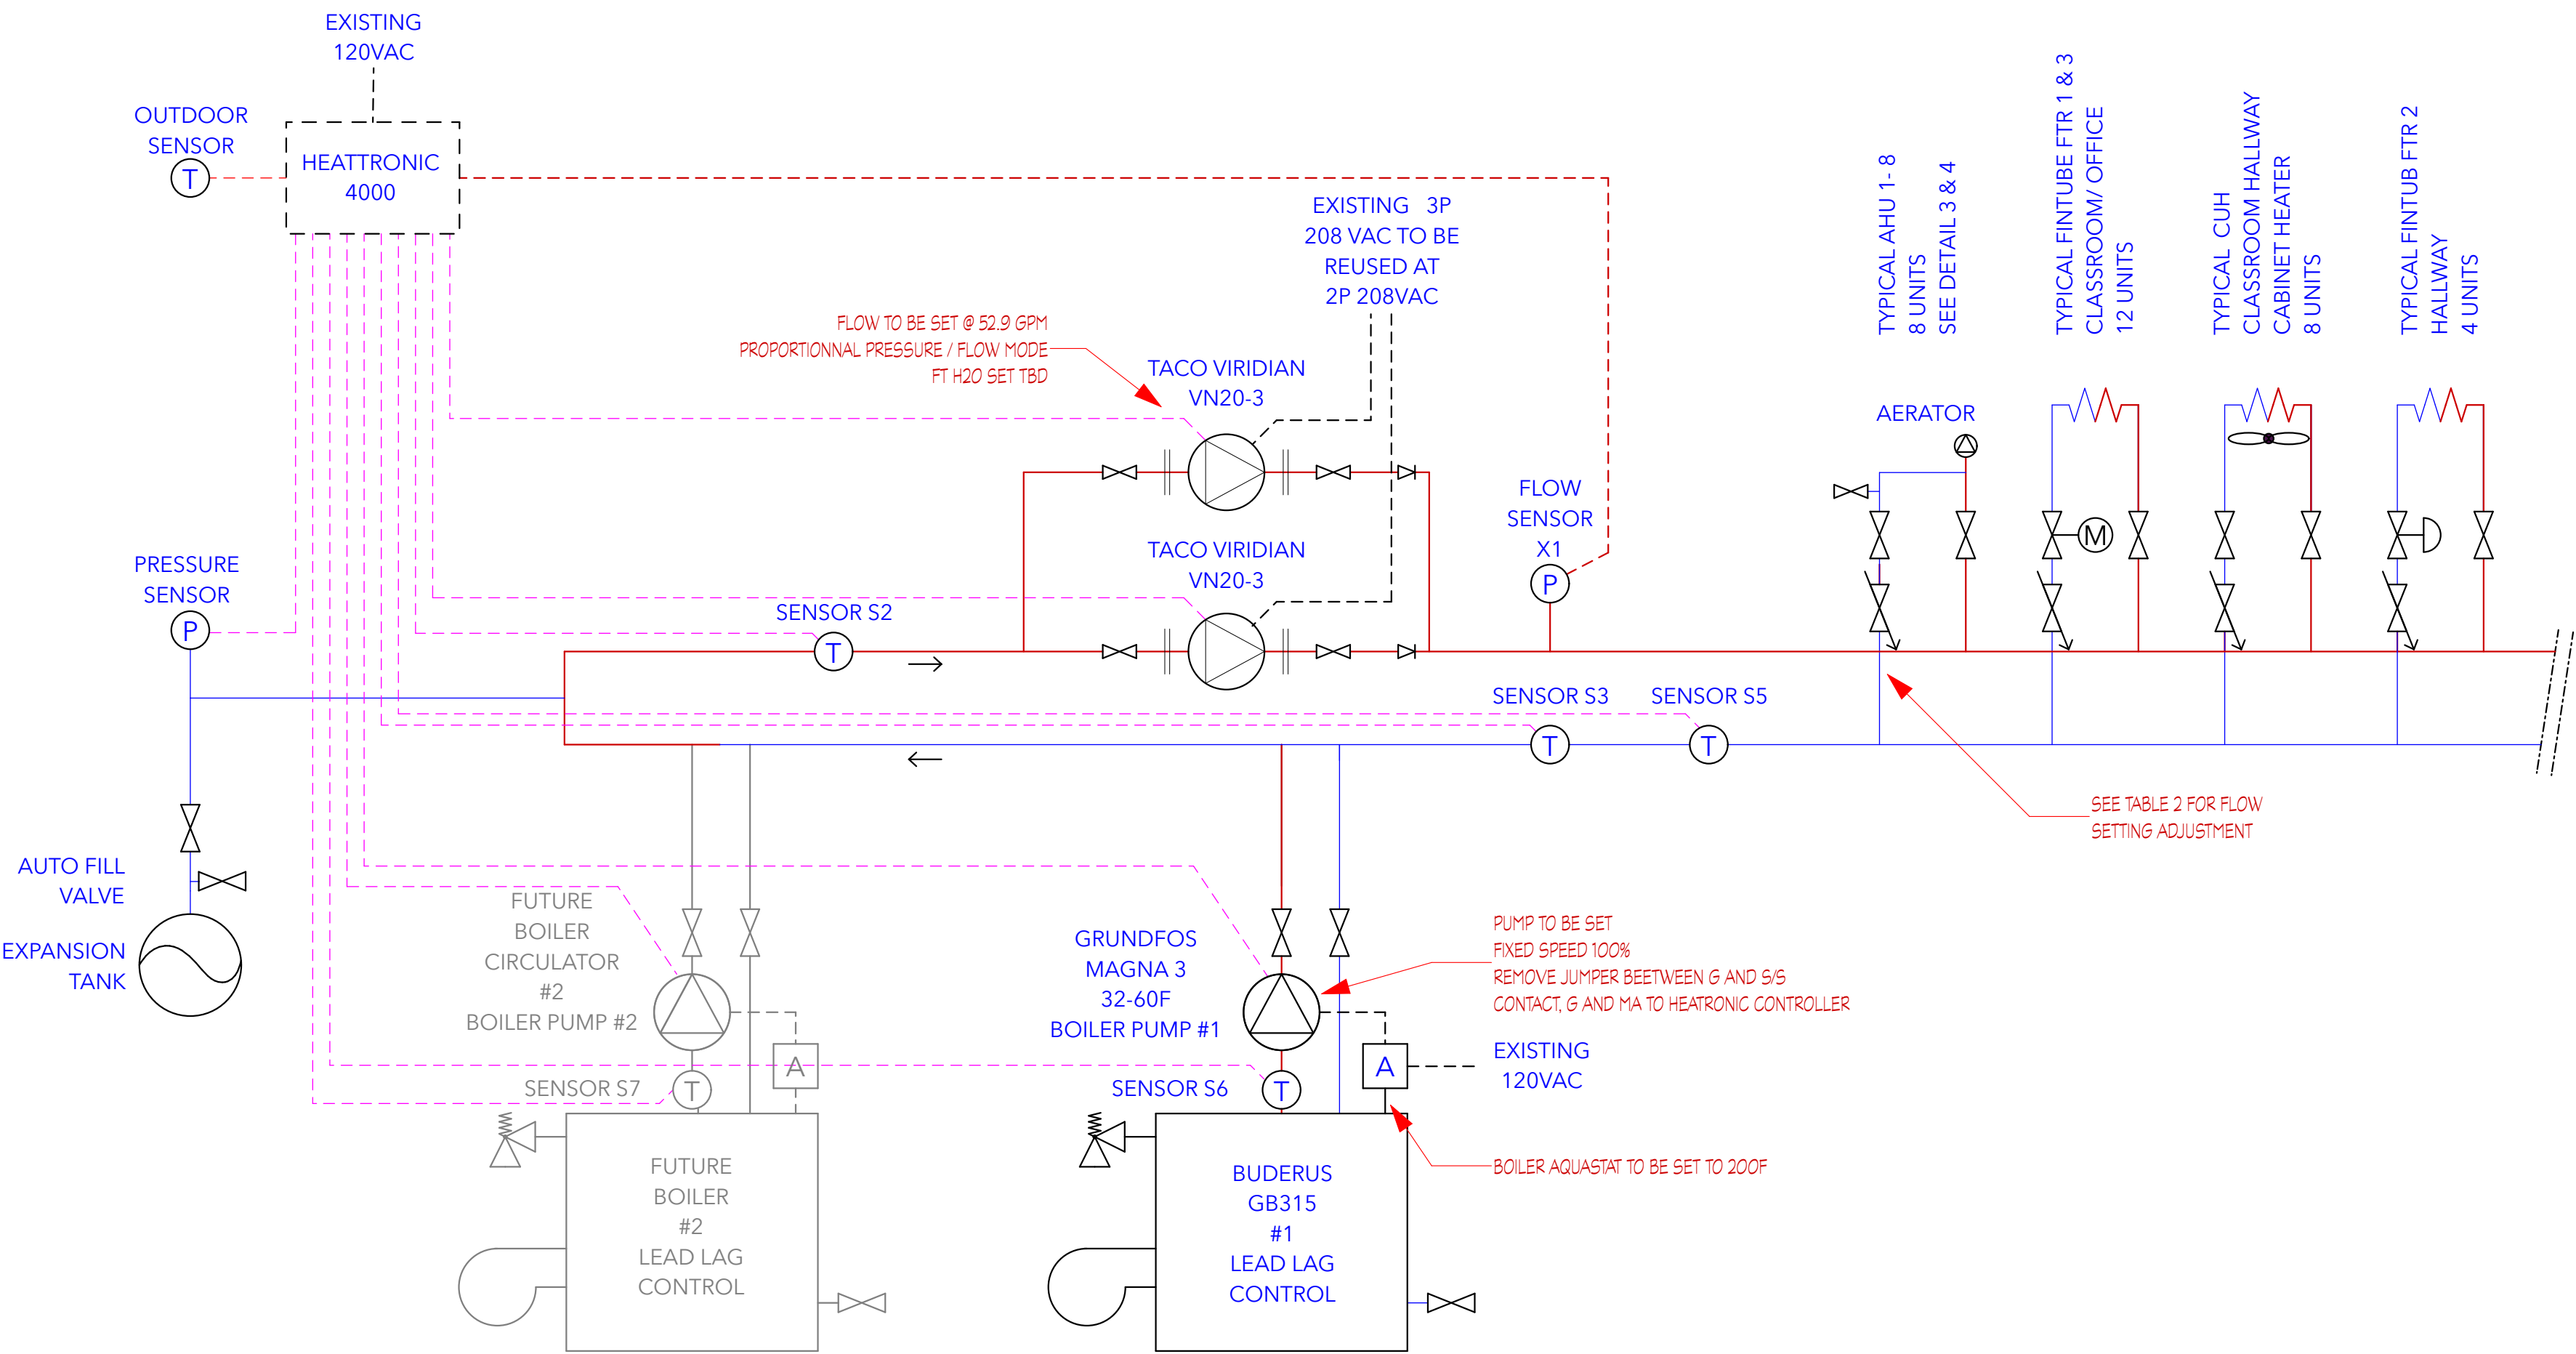 EXISTING
120VAC
OUTDOOR
SENSOR
T
HEATTRONIC
4000
EXISTING 3P
208 VAC TO BE
REUSED AT
2P 208VAC
FLOW TO BE SET @ 52.9 GPM
PROPORTIONNAL PRESSURE / FLOW MODE
FT H2O SET TBD
TACO VIRIDIAN
VN20-3
TACO VIRIDIAN
VN20-3
FLOW
SENSOR
X1
P
TYPICAL AHU 1- 8
8 UNITS
SEE DETAIL 3 & 4
TYPICAL FINTUBE FTR 1 & 3
CLASSROOM/ OFFICE
12 UNITS
TYPICAL CUH
CLASSROOM HALLWAY
CABINET HEATER
8 UNITS
TYPICAL FINTUB FTR 2
HALLWAY
4 UNITS
AERATOR
M
PRESSURE
SENSOR
P
SENSOR S2
T
SENSOR S3
T
SENSOR S5
T
SEE TABLE 2 FOR FLOW
SETTING ADJUSTMENT
AUTO FILL
VALVE
EXPANSION
TANK
FUTURE
BOILER
CIRCULATOR
#2
BOILER PUMP #2
A
SENSOR S7
T
FUTURE
BOILER
#2
LEAD LAG
CONTROL
GRUNDFOS
MAGNA 3
32-60F
BOILER PUMP #1
PUMP TO BE SET
FIXED SPEED 100%
REMOVE JUMPER BEETWEEN G AND S/S
CONTACT, G AND MA TO HEATRONIC CONTROLLER
A
EXISTING
120VAC
SENSOR S6
T
BOILER AQUASTAT TO BE SET TO 200F
BUDERUS
GB315
#1
LEAD LAG
CONTROL